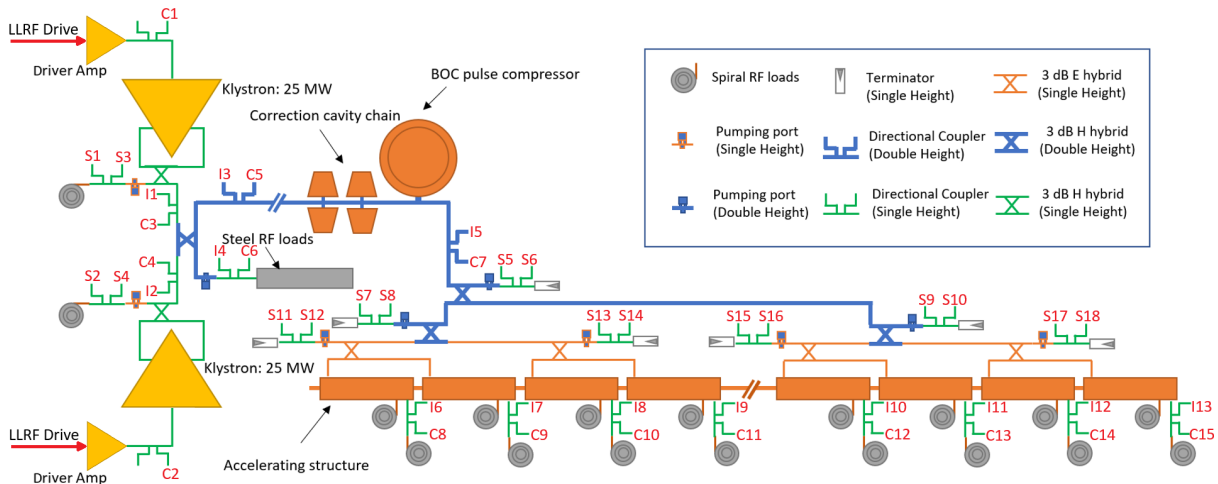 C1
LLRF Drive
Driver Amp
Klystron: 25 MW
BOC pulse compressor
Correction cavity chain
S1 S3
I1
C3
I3 C5
Steel RF loads
I4 C6
C4
I2
S2 S4
I5
C7
S5 S6
S7 S8
S9 S10
S11 S12
S13 S14
S15 S16
S17 S18
Klystron: 25 MW
LLRF Drive
Driver Amp
C2
I6
C8
I7
C9
I8
C10
I9
C11
I10
C12
I11
C13
I12
C14
I13
C15
Accelerating structure
Spiral RF loads
Terminator
(Single Height)
3 dB E hybrid
(Single Height)
Pumping port
(Single Height)
Directional Coupler
(Double Height)
3 dB H hybrid
(Double Height)
Pumping port
(Double Height)
Directional Coupler
(Single Height)
3 dB H hybrid
(Single Height)